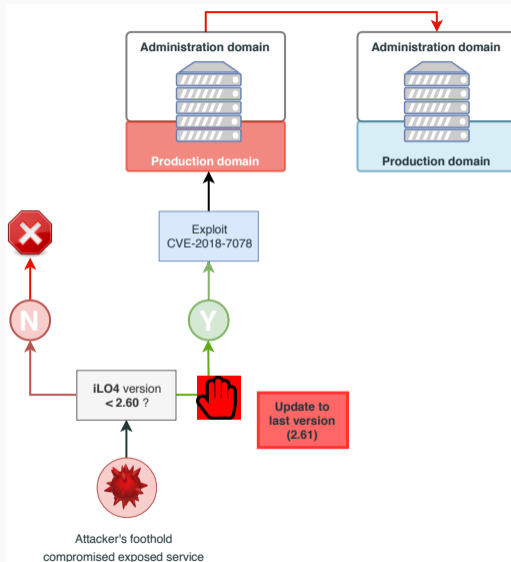 Administration domain
Administration domain
Production domain
Production domain
Exploit
CVE-2018-7078
N
Y
iLO4 version
< 2.60 ?
Update to
last version
(2.61)
Attacker's foothold
compromised exposed service